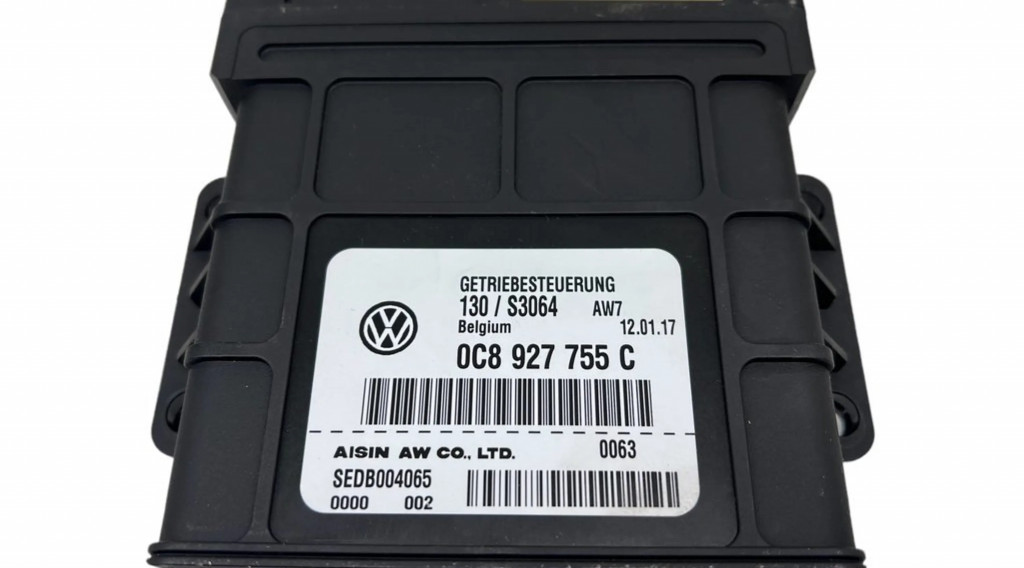 GETRIEBESTEUERUNG
130 / S3064 AW7
Belgium 12.01.17
0C8 927 755 C
AISIN AW CO., LTD. 0063
SEDB004065
0000 002